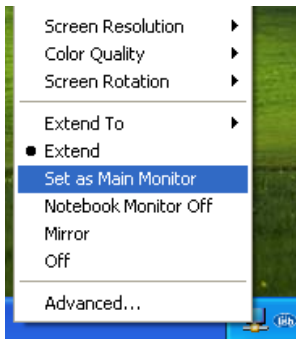 Screen Resolution
Color Quality
Screen Rotation
Extend To
Extend
Set as Main Monitor
Notebook Monitor Off
Mirror
Off
Advanced...